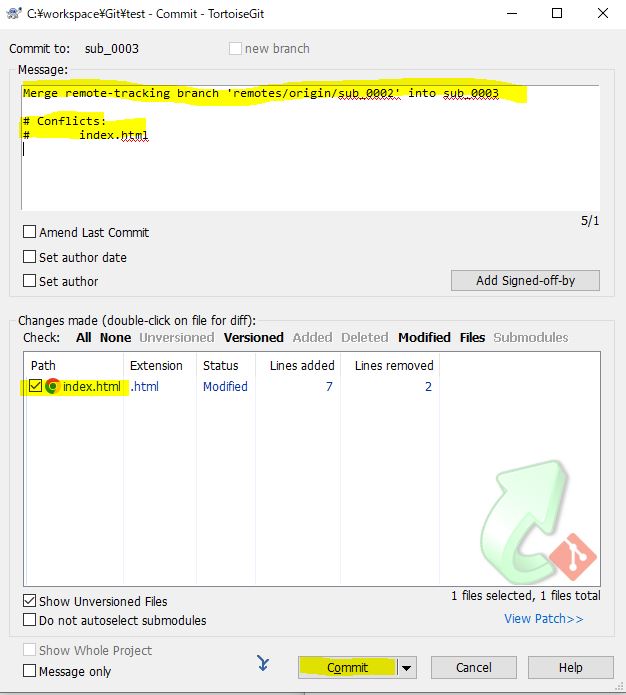 C:¥workspace¥Git¥test - Commit - TortoiseGit
Commit to: sub_0003 new branch
Message:
Merge remote-tracking branch 'remotes/origin/sub_0002' into sub_0003
# Conflicts:
# index.html
5/1
Amend Last Commit
Set author date
Set author
Add Signed-off-by
Changes made (double-click on file for diff):
Check: All None Unversioned Versioned Added Deleted Modified Files Submodules
Path Extension Status Lines added Lines removed
index.html .html Modified 7 2
Show Unversioned Files
1 files selected, 1 files total
Do not autoselect submodules
View Patch>>
Show Whole Project
Message only
Commit Cancel Help